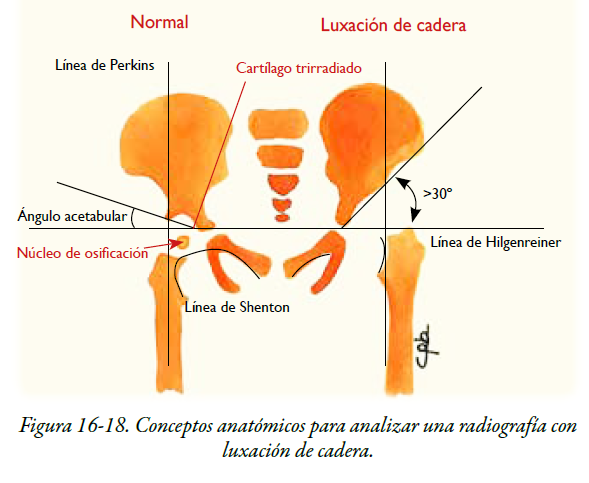 Normal
Luxación de cadera
Línea de Perkins
Cartílago trirradiado
>30º
Ángulo acetabular
Línea de Hilgenreiner
Núcleo de osificación
Línea de Shenton
Figura 16-18. Conceptos anatómicos para analizar una radiografía con
luxación de cadera.